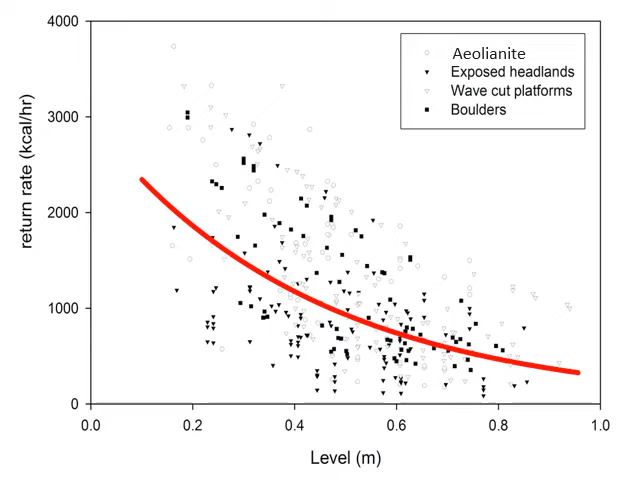 4000
3000
2000
1000
0
return rate (kcal/hr)
Aeolianite
Exposed headlands
Wave cut platforms
Boulders
0.0 0.2 0.4 0.6 0.8 1.0
Level (m)